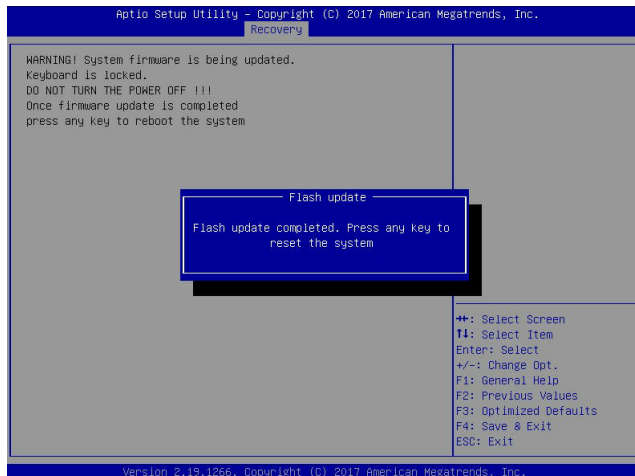 Aptio Setup Utility – Copyright (C) 2017 American Megatrends, Inc.
Recovery
WARNING! System firmware is being updated.
Keyboard is locked.
DO NOT TURN THE POWER OFF !!!
Once firmware update is completed
press any key to reboot the system
Flash update
Flash update completed. Press any key to
reset the system
→←: Select Screen
↑↓: Select Item
Enter: Select
+/-: Change Opt.
F1: General Help
F2: Previous Values
F3: Optimized Defaults
F4: Save & Exit
ESC: Exit
Version 2.19.1266. Copyright (C) 2017 American Megatrends, Inc.